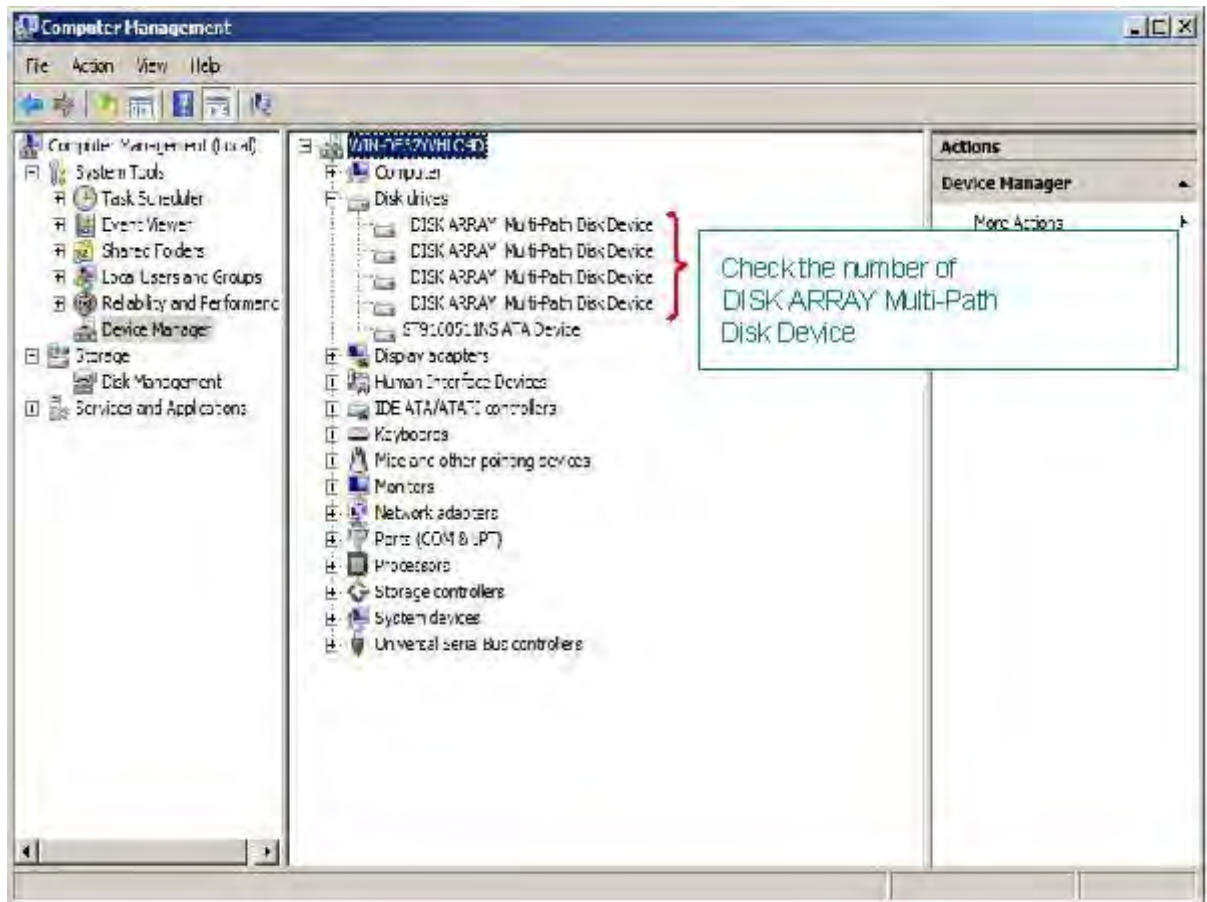 Computer Management
File Action View Help
Computer Management (Local)
System Tools
Task Scheduler
Event Viewer
Shared Folders
Local Users and Groups
Reliability and Performanc
Device Manager
Storage
Disk Management
Services and Applications
Computer
Disk drives
DISK ARRAY Multi-Path Disk Device
DISK ARRAY Multi-Path Disk Device
DISK ARRAY Multi-Path Disk Device
DISK ARRAY Multi-Path Disk Device
ATA Device
Display adapters
Human Interface Devices
IDE ATA/ATAPI controllers
Keyboards
Mice and other pointing devices
Monitors
Network adapters
Ports (COM & LPT)
Processors
Storage controllers
System devices
Universal Serial Bus controllers
Actions
Device Manager
More Actions
Check the number of
DISK ARRAY Multi-Path
Disk Device